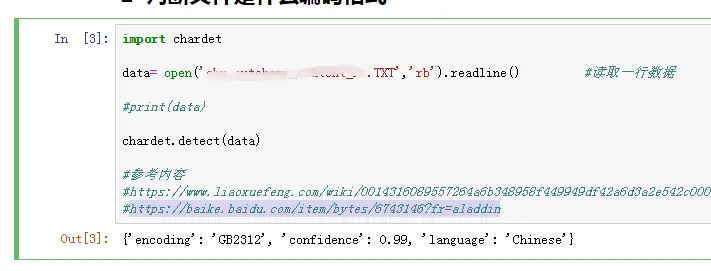 In [3]: import chardet
data= open(' .TXT','rb').readline() #读取一行数据
#print(data)
chardet.detect(data)
#参考内容
#https://www.liaoxuefeng.com/wiki/0014316089557264a6b348958f449949df42a6d3a2e542c000
#https://baike.baidu.com/item/bytes/6743146?fr=aladdin
Out[3]: {'encoding': 'GB2312', 'confidence': 0.99, 'language': 'Chinese'}